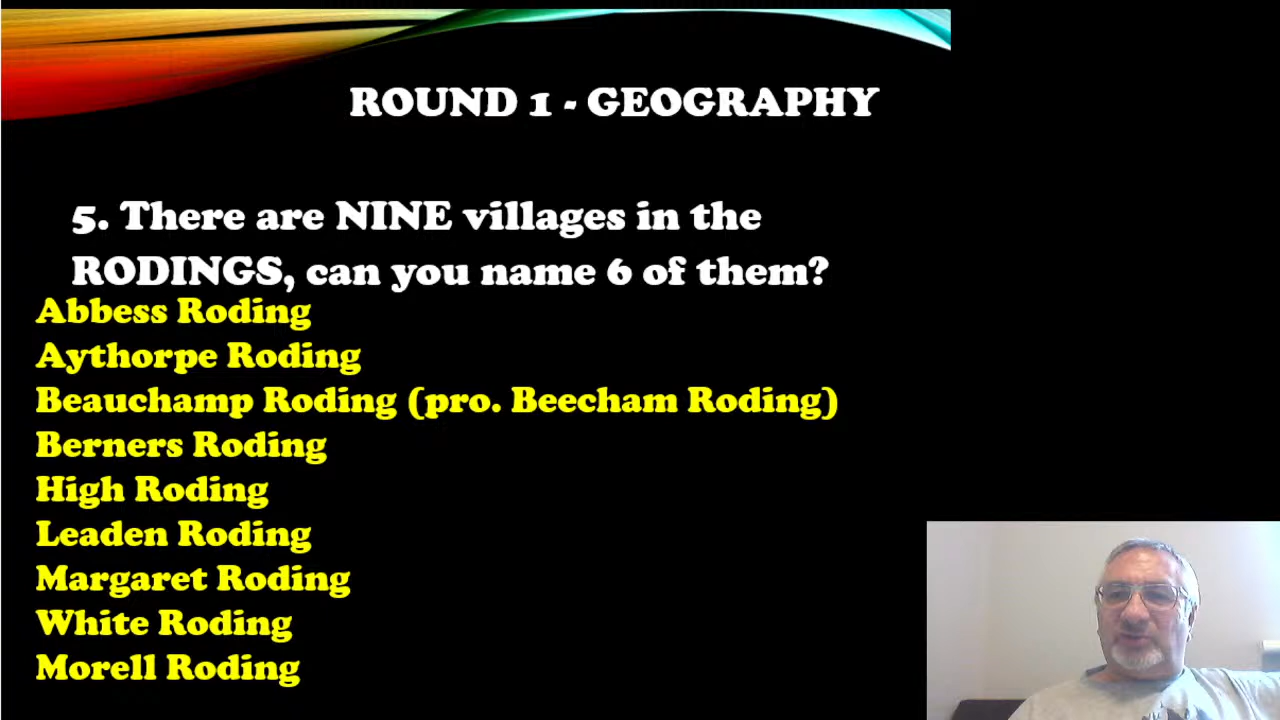 ROUND 1 - GEOGRAPHY
5. There are NINE villages in the
RODINGS, can you name 6 of them?
Abbess Roding
Aythorpe Roding
Beauchamp Roding (pro. Beecham Roding)
Berners Roding
High Roding
Leaden Roding
Margaret Roding
White Roding
Morell Roding